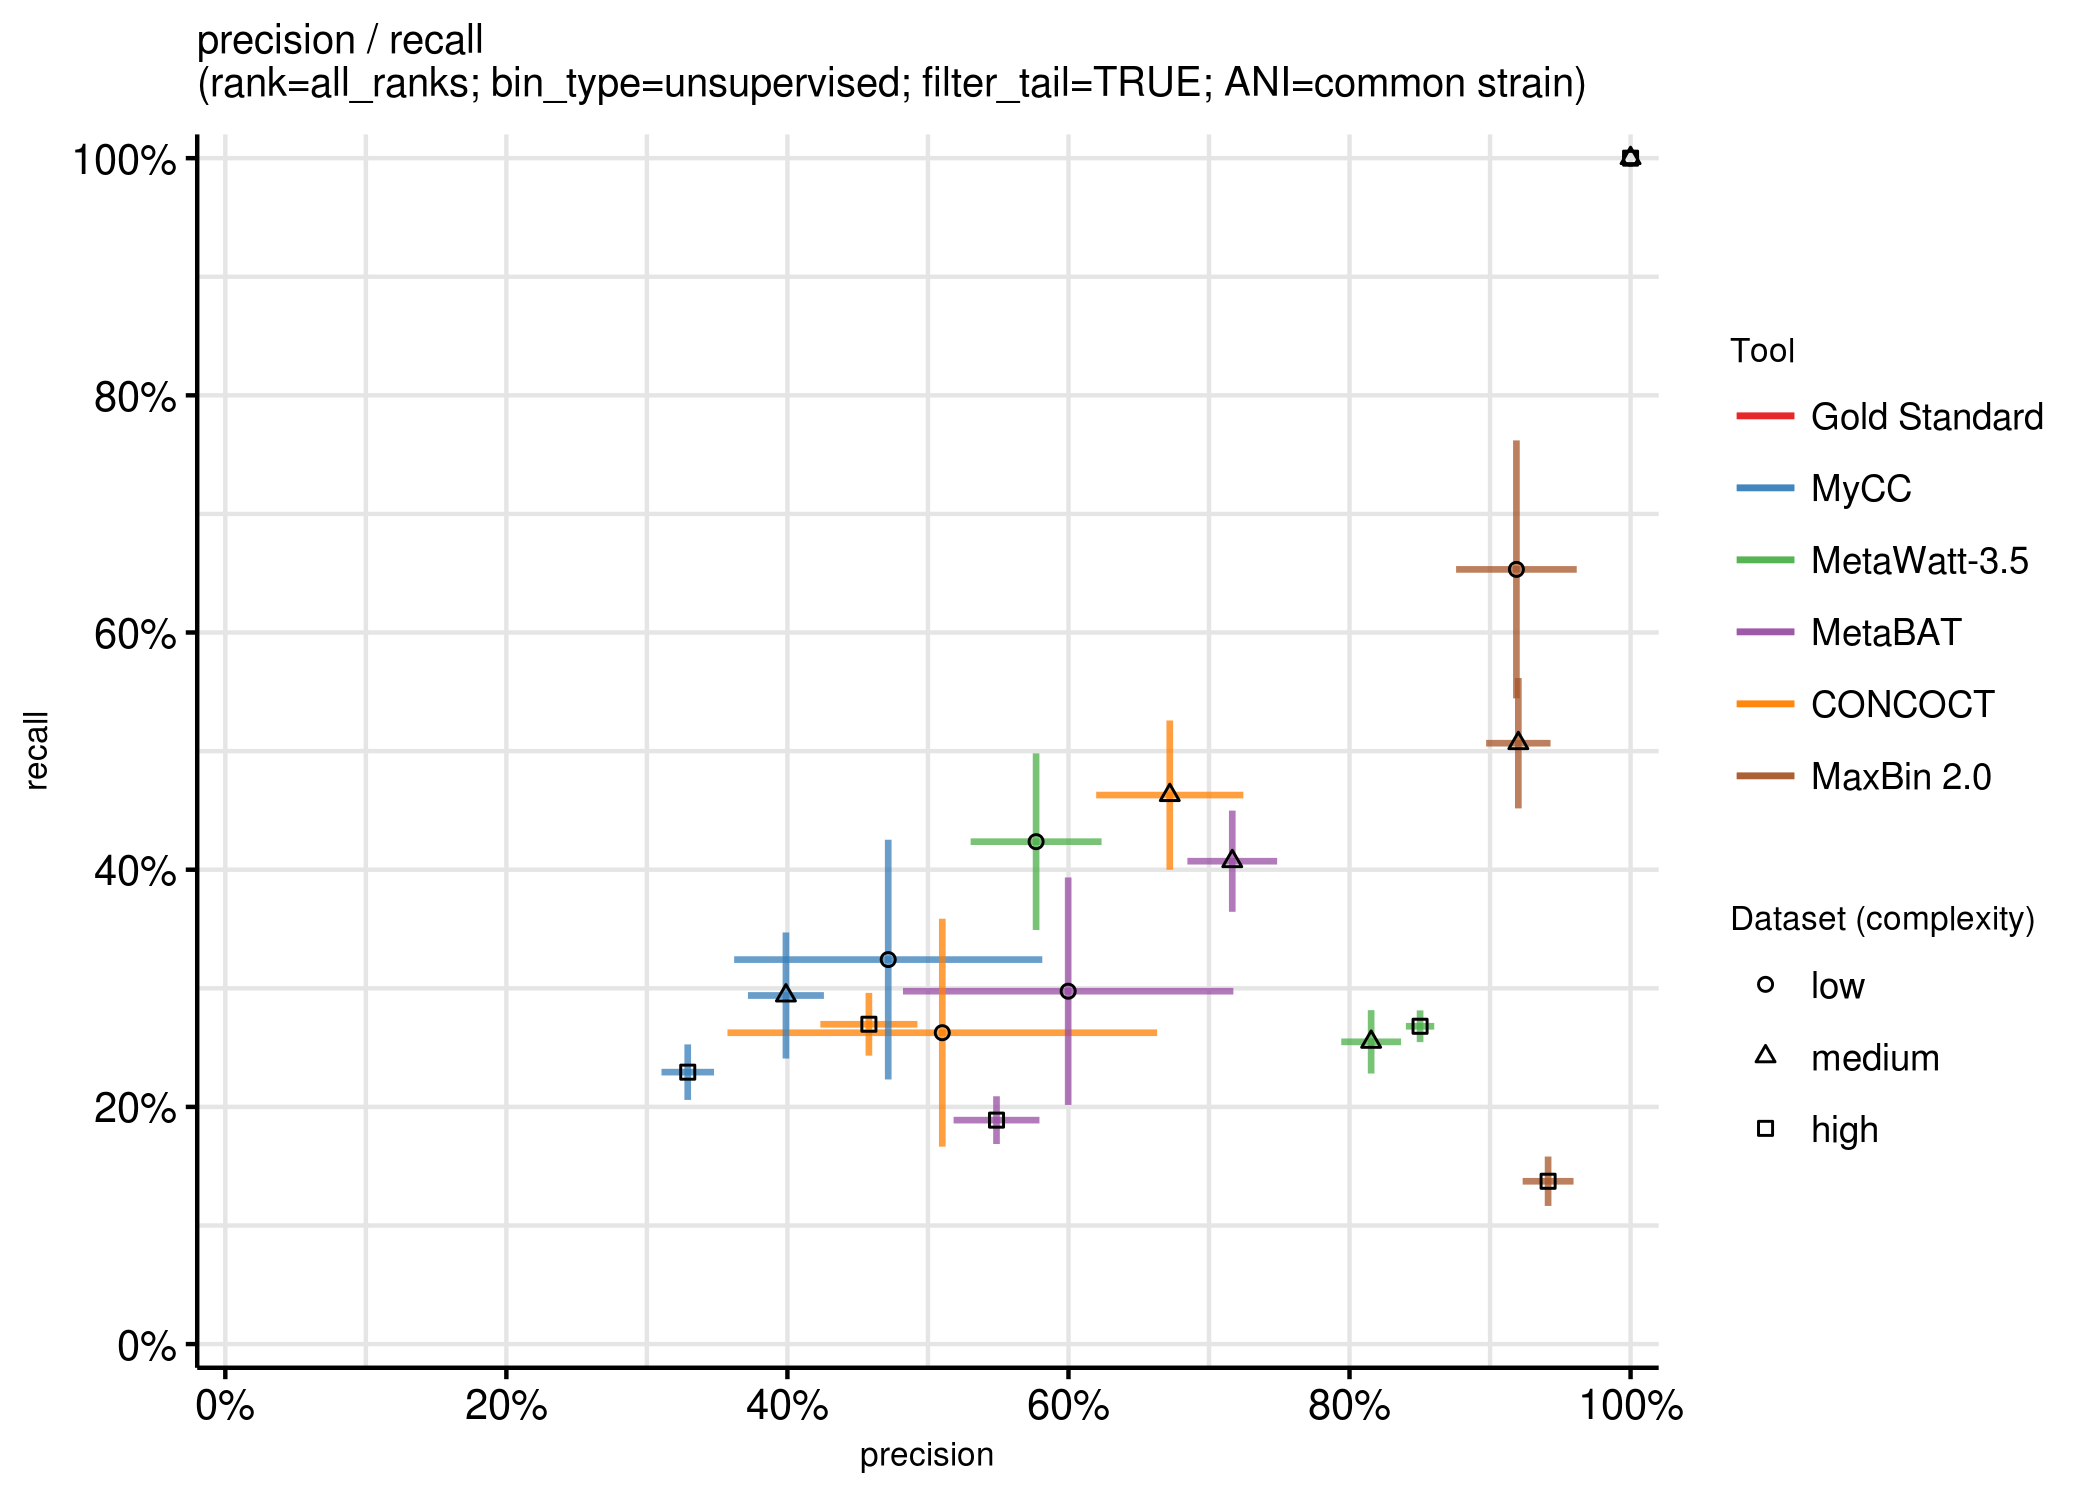 precision / recall
(rank=all_ranks; bin_type=unsupervised; filter_tail=TRUE; ANI=common strain)
100%
80%
60%
40%
20%
0%
recall
0%
20%
40%
60%
80%
100%
precision
Tool
Gold Standard
MyCC
MetaWatt-3.5
MetaBAT
CONCOCT
MaxBin 2.0
Dataset (complexity)
low
medium
high